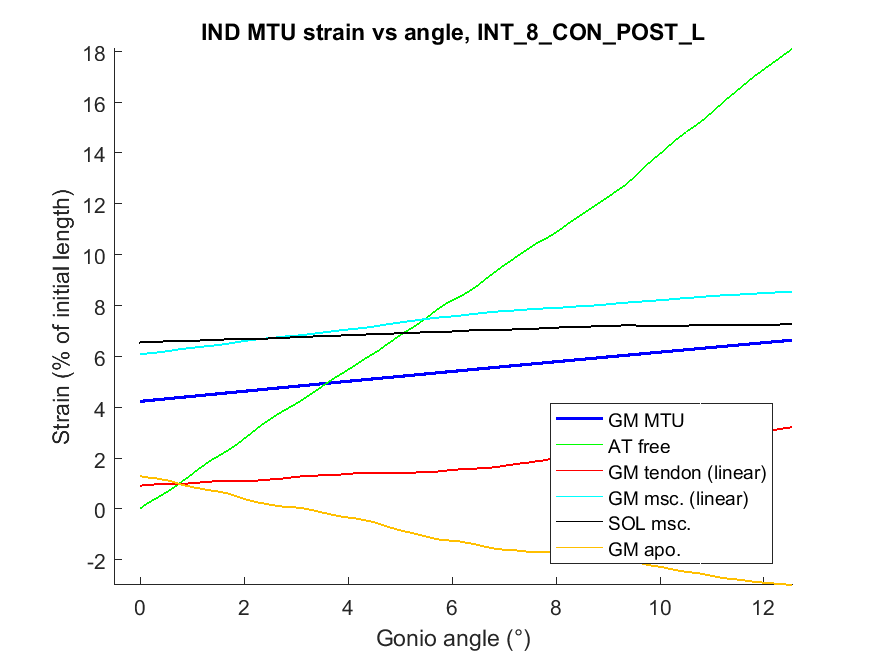 IND MTU strain vs angle, INT_8_CON_POST_L
18
16
14
12
10
8
6
4
2
0
-2
Strain (% of initial length)
GM MTU
AT free
GM tendon (linear)
GM msc. (linear)
SOL msc.
GM apo.
0 2 4 6 8 10 12
Gonio angle (°)